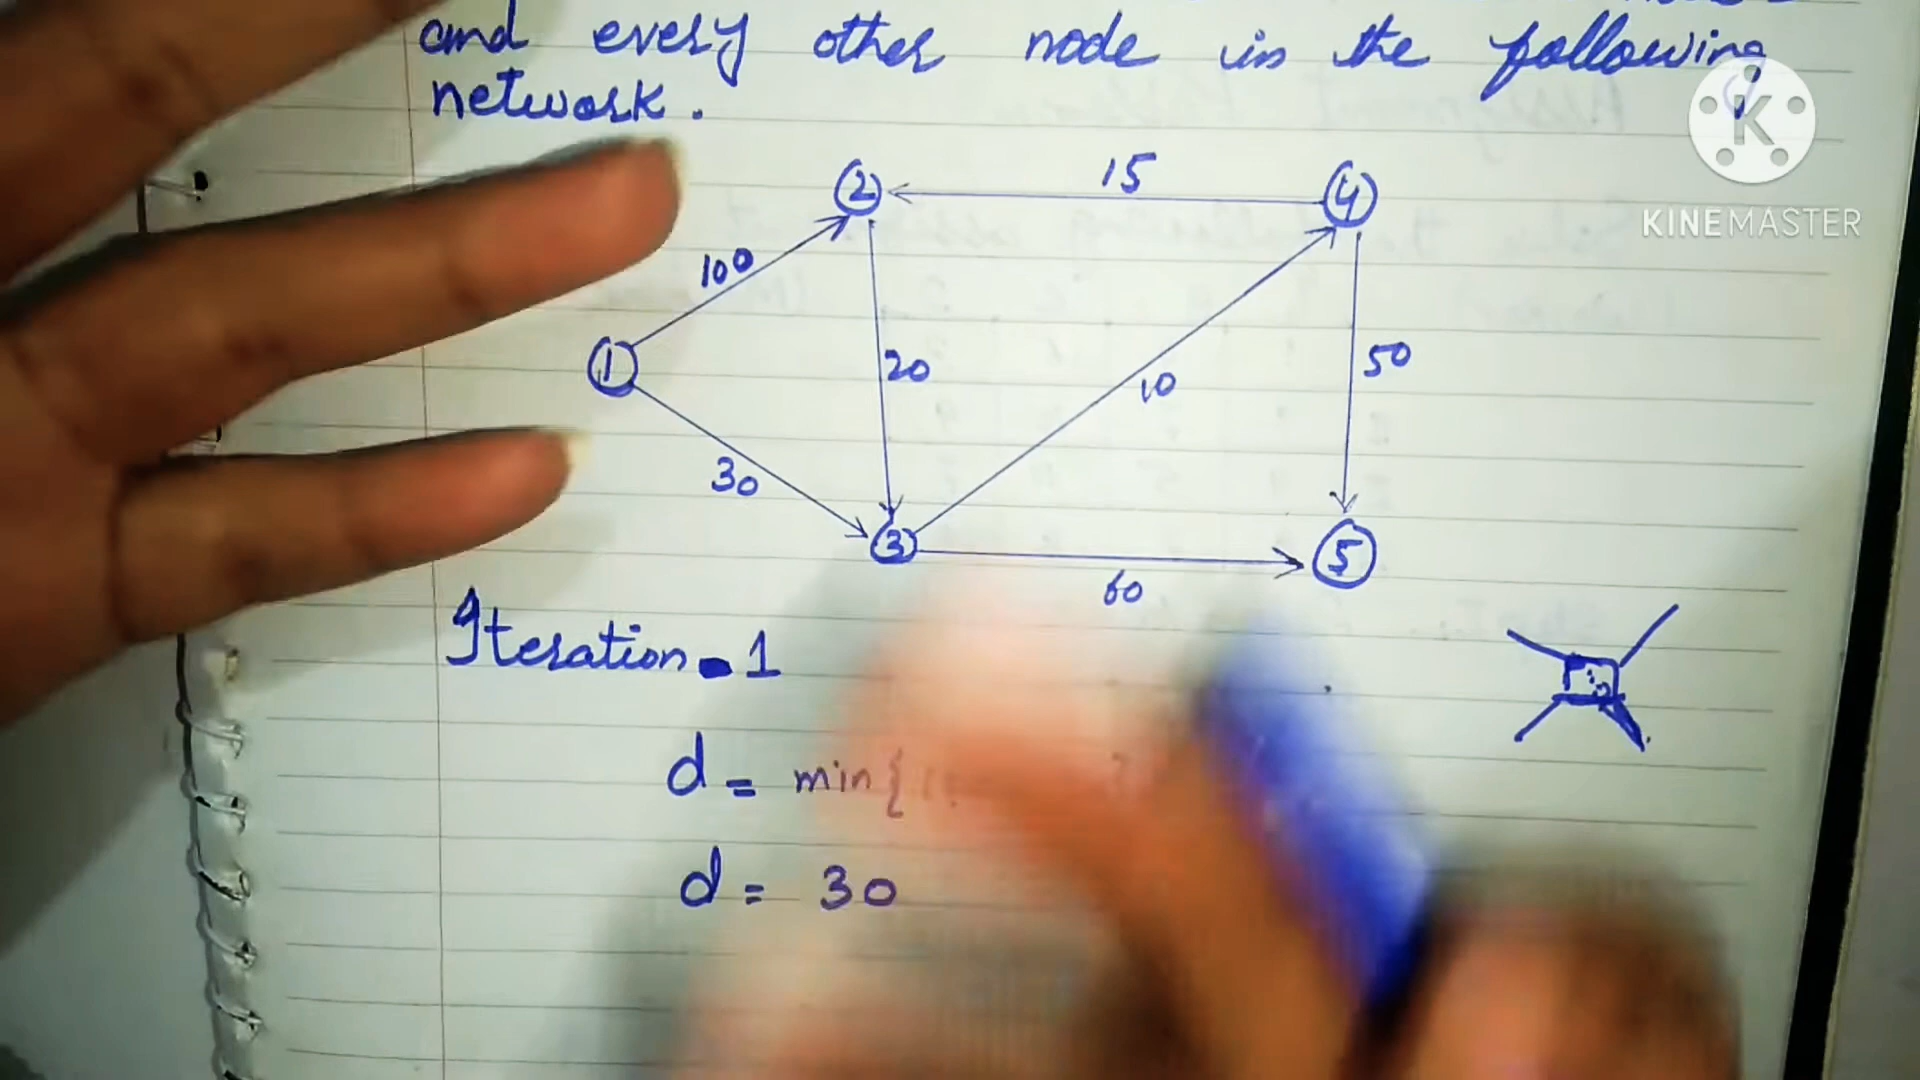 and every other node in the following
network.
K
KINEMASTER
2
15
4
100
1
20
10
50
30
3
60
5
Iteration-1
d = min{
d = 30